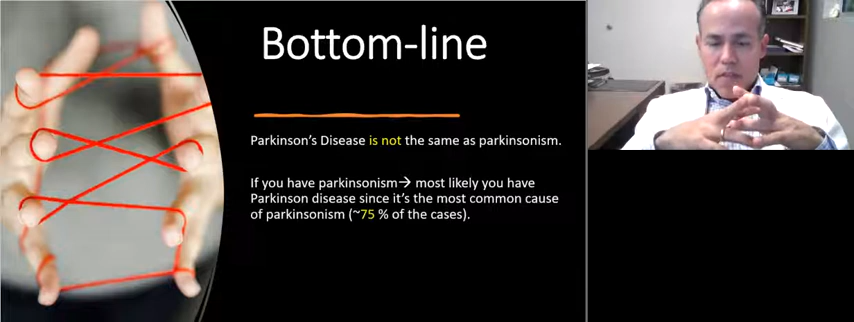 Bottom-line
Parkinson's Disease is not the same as parkinsonism.
If you have parkinsonism→ most likely you have
Parkinson disease since it's the most common cause
of parkinsonism (~75 % of the cases).